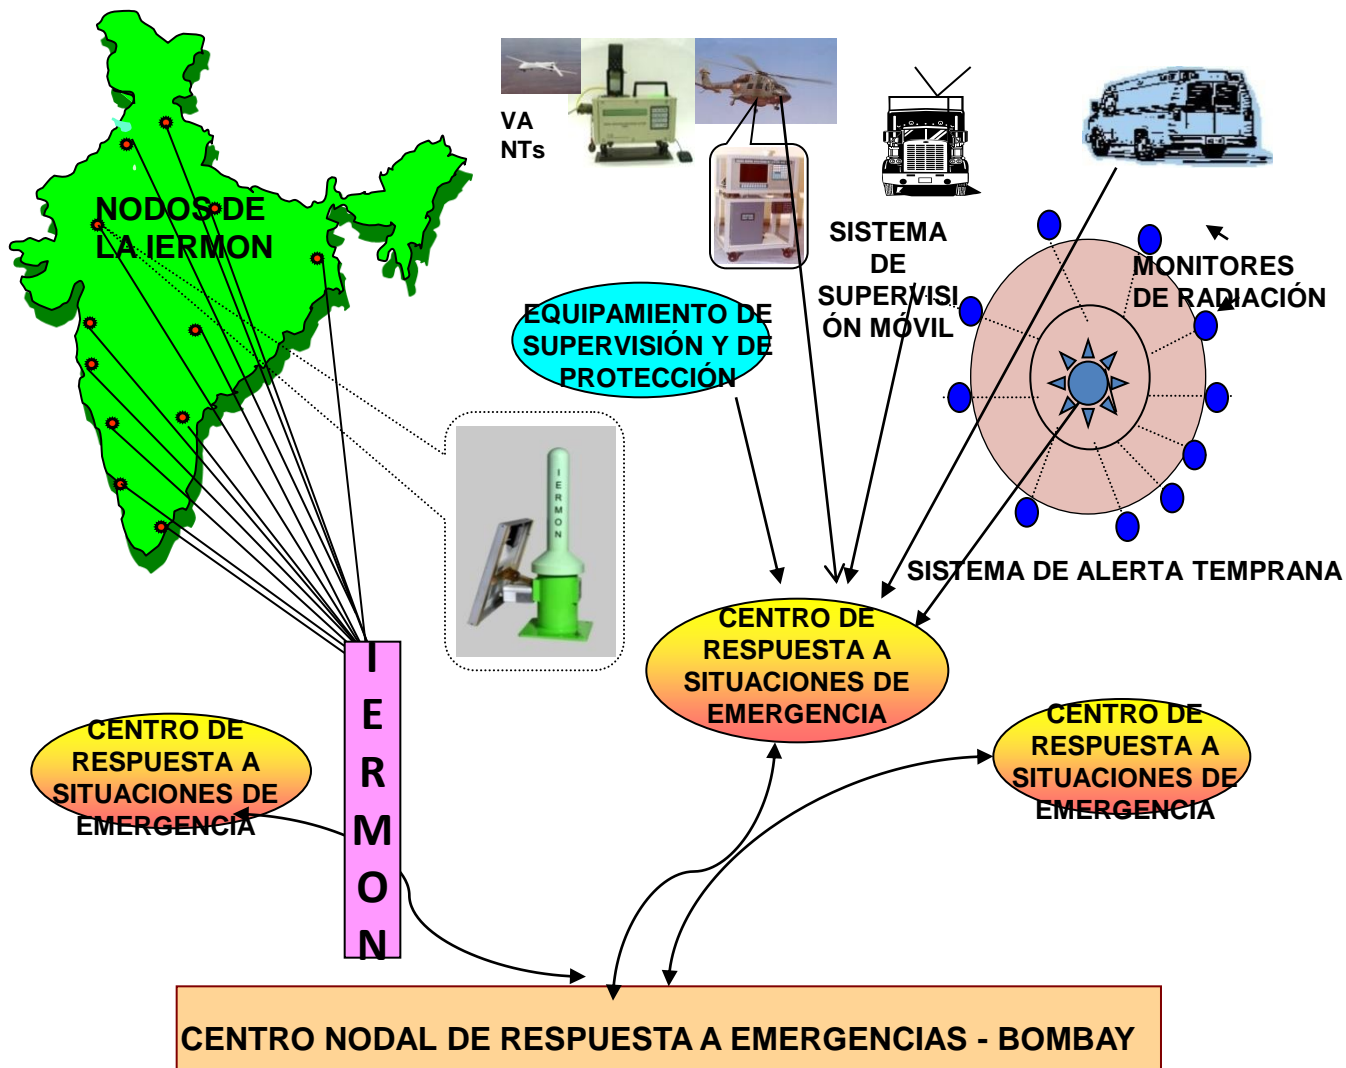 VA
NTs
NODOS DE
LA IERMON
SISTEMA
DE
SUPERVISI
ÓN MÓVIL
MONITORES
DE RADIACIÓN
EQUIPAMIENTO DE
SUPERVISIÓN Y DE
PROTECCIÓN
I
E
R
M
O
N
SISTEMA DE ALERTA TEMPRANA
CENTRO DE
RESPUESTA A
SITUACIONES DE
EMERGENCIA
I
E
R
M
O
N
CENTRO DE
RESPUESTA A
SITUACIONES DE
EMERGENCIA
CENTRO DE
RESPUESTA A
SITUACIONES DE
EMERGENCIA
CENTRO NODAL DE RESPUESTA A EMERGENCIAS - BOMBAY